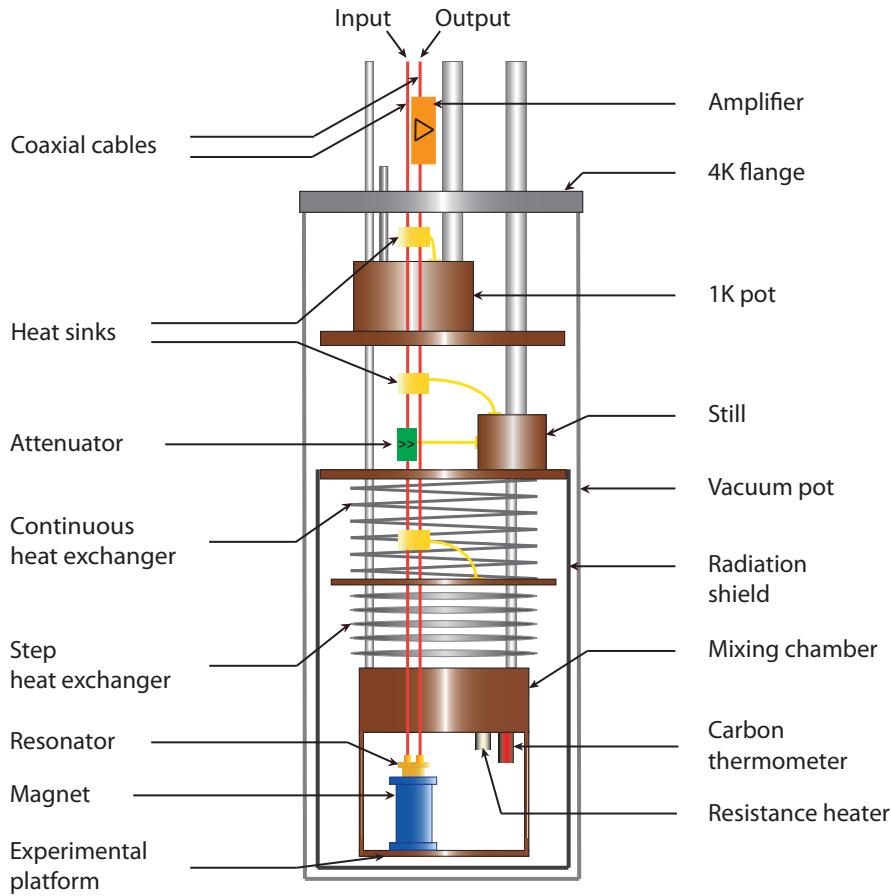 Input Output
Coaxial cables
Heat sinks
Attenuator
Continuous
heat exchanger
Step
heat exchanger
Resonator
Magnet
Experimental
platform
Amplifier
4K flange
1K pot
Still
Vacuum pot
Radiation
shield
Mixing chamber
Carbon
thermometer
Resistance heater
>>